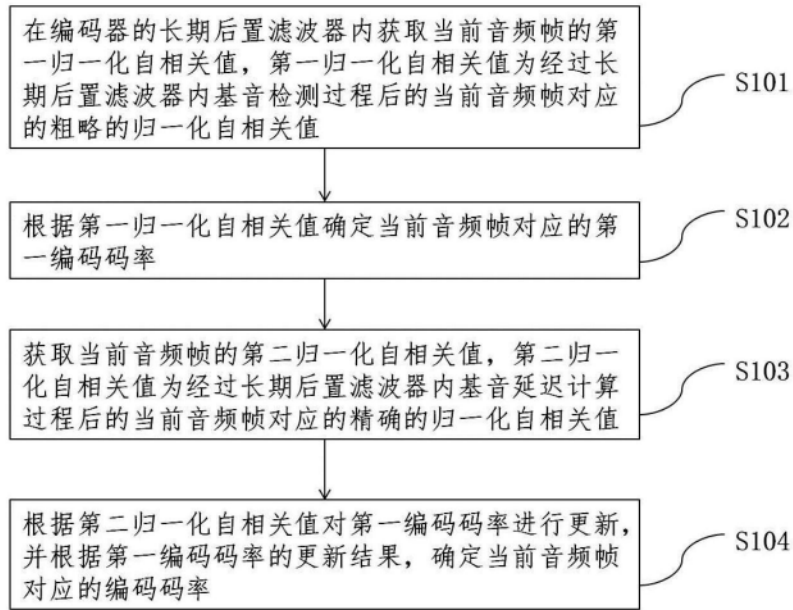 在编码器的长期后置滤波器内获取当前音频帧的第
一归一化自相关值，第一归一化自相关值为经过长
期后置滤波器内基音检测过程后的当前音频帧对应
的粗略的归一化自相关值
S101
根据第一归一化自相关值确定当前音频帧对应的第
一编码码率
S102
获取当前音频帧的第二归一化自相关值，第二归一
化自相关值为经过长期后置滤波器内基音延迟计算
过程后的当前音频帧对应的精确的归一化自相关值
S103
根据第二归一化自相关值对第一编码码率进行更新，
并根据第一编码码率的更新结果，确定当前音频帧
对应的编码码率
S104